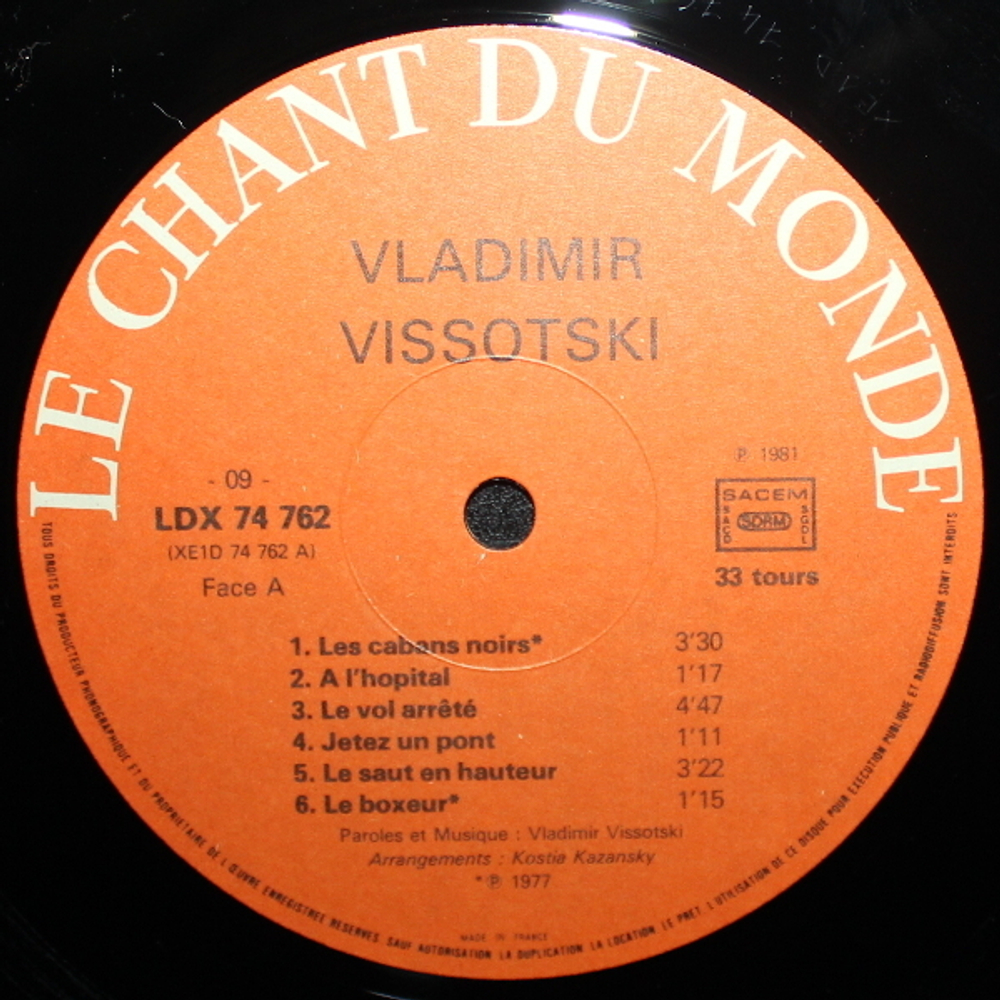 LE CHANT DU MONDE
VLADIMIR
VISSOTSKI
- 09 -
LDX 74 762
(XE1D 74 762 A)
Face A
℗ 1981
SACEM
SACD SDRM SGDL
33 tours
1. Les cabans noirs* 3'30
2. A l'hopital 1'17
3. Le vol arrêté 4'47
4. Jetez un pont 1'11
5. Le saut en hauteur 3'22
6. Le boxeur* 1'15
Paroles et Musique : Vladimir Vissotski
Arrangements : Kostia Kazansky
*℗ 1977
MADE IN FRANCE
TOUS DROITS DU PRODUCTEUR PHONOGRAPHIQUE ET DU PROPRIETAIRE DE L'ŒUVRE ENREGISTREE RESERVES. SAUF AUTORISATION LA DUPLICATION LA LOCATION LE PRET L'UTILISATION DE CE DISQUE POUR EXECUTION PUBLIQUE ET RADIODIFFUSION SONT INTERDITS